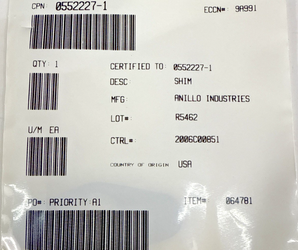 CPN 0552227-1 ECCN# 9A991
QTY: 1 CERTIFIED TO: 0552227-1
DESC SHIM
MFG ANILLO INDUSTRIES
LOT# R5462
U/M EA
CTRL# 2006C00851
COUNTRY OF ORIGIN USA
PO# PRIORITY A1 ITEM# 064781